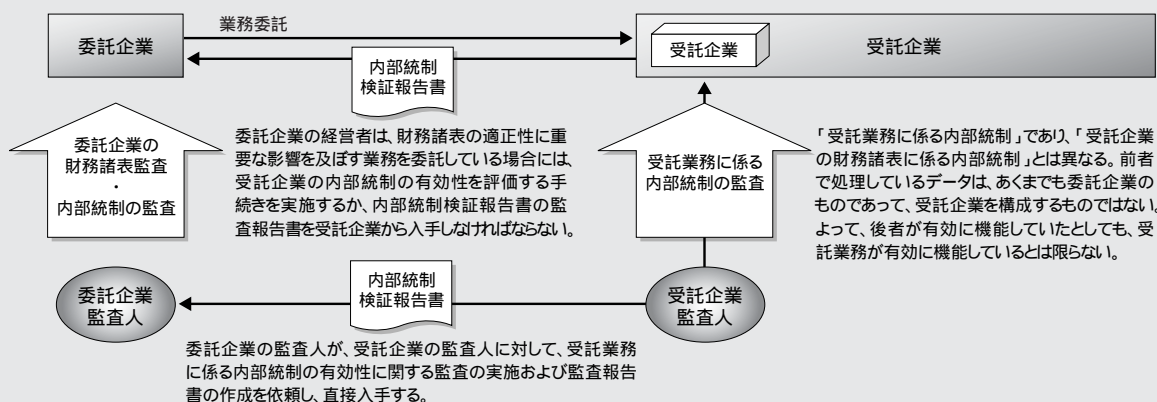 業務委託
委託企業
受託企業
受託企業
内部統制
検証報告書
委託企業の
財務諸表監査
・
内部統制の監査
委託企業の経営者は、財務諸表の適正性に重
要な影響を及ぼす業務を委託している場合には、
受託企業の内部統制の有効性を評価する手
続きを実施するか、内部統制検証報告書の監
査報告書を受託企業から入手しなければならない。
受託業務に係る
内部統制の監査
「受託業務に係る内部統制」であり、「受託企業
の財務諸表に係る内部統制」とは異なる。前者
で処理しているデータは、あくまでも委託企業の
ものであって、受託企業を構成するものではない。
よって、後者が有効に機能していたとしても、受
託業務が有効に機能しているとは限らない。
委託企業
監査人
内部統制
検証報告書
受託企業
監査人
委託企業の監査人が、受託企業の監査人に対して、受託業務
に係る内部統制の有効性に関する監査の実施および監査報告
書の作成を依頼し、直接入手する。